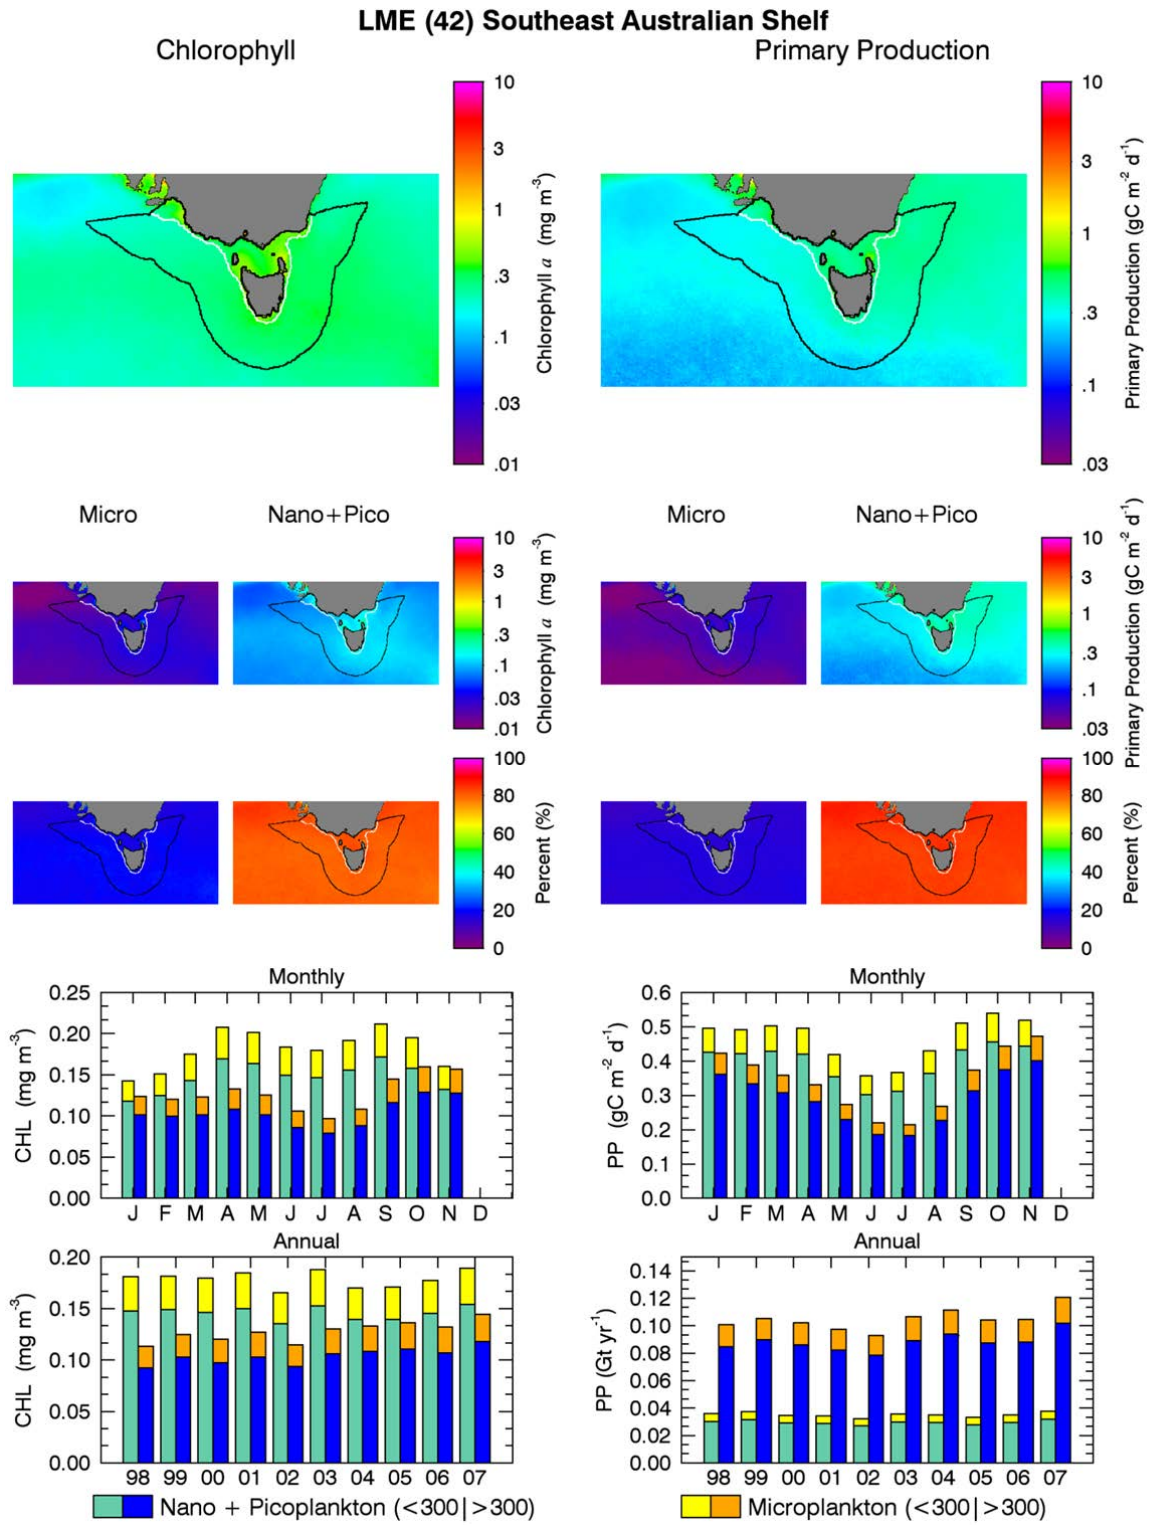 LME (42) Southeast Australian Shelf
Chlorophyll
Primary Production
10
3
1
.3
.1
.03
.01
Chlorophyll a (mg m-3)
10
3
1
.3
.1
.03
Primary Production (gC m-2 d-1)
Micro
Nano+Pico
10
3
1
.3
.1
.03
.01
Chlorophyll a (mg m-3)
Micro
Nano+Pico
10
3
1
.3
.1
.03
Primary Production (gC m-2 d-1)
100
80
60
40
20
0
Percent (%)
100
80
60
40
20
0
Percent (%)
Monthly
0.25
0.20
0.15
0.10
0.05
0.00
CHL (mg m-3)
J F M A M J J A S O N D
Monthly
0.6
0.5
0.4
0.3
0.2
0.1
0.0
PP (gC m-2 d-1)
J F M A M J J A S O N D
Annual
0.20
0.15
0.10
0.05
0.00
CHL (mg m-3)
98 99 00 01 02 03 04 05 06 07
Annual
0.14
0.12
0.10
0.08
0.06
0.04
0.02
0.00
PP (Gt yr-1)
98 99 00 01 02 03 04 05 06 07
Nano + Picoplankton (<300|>300)
Microplankton (<300|>300)